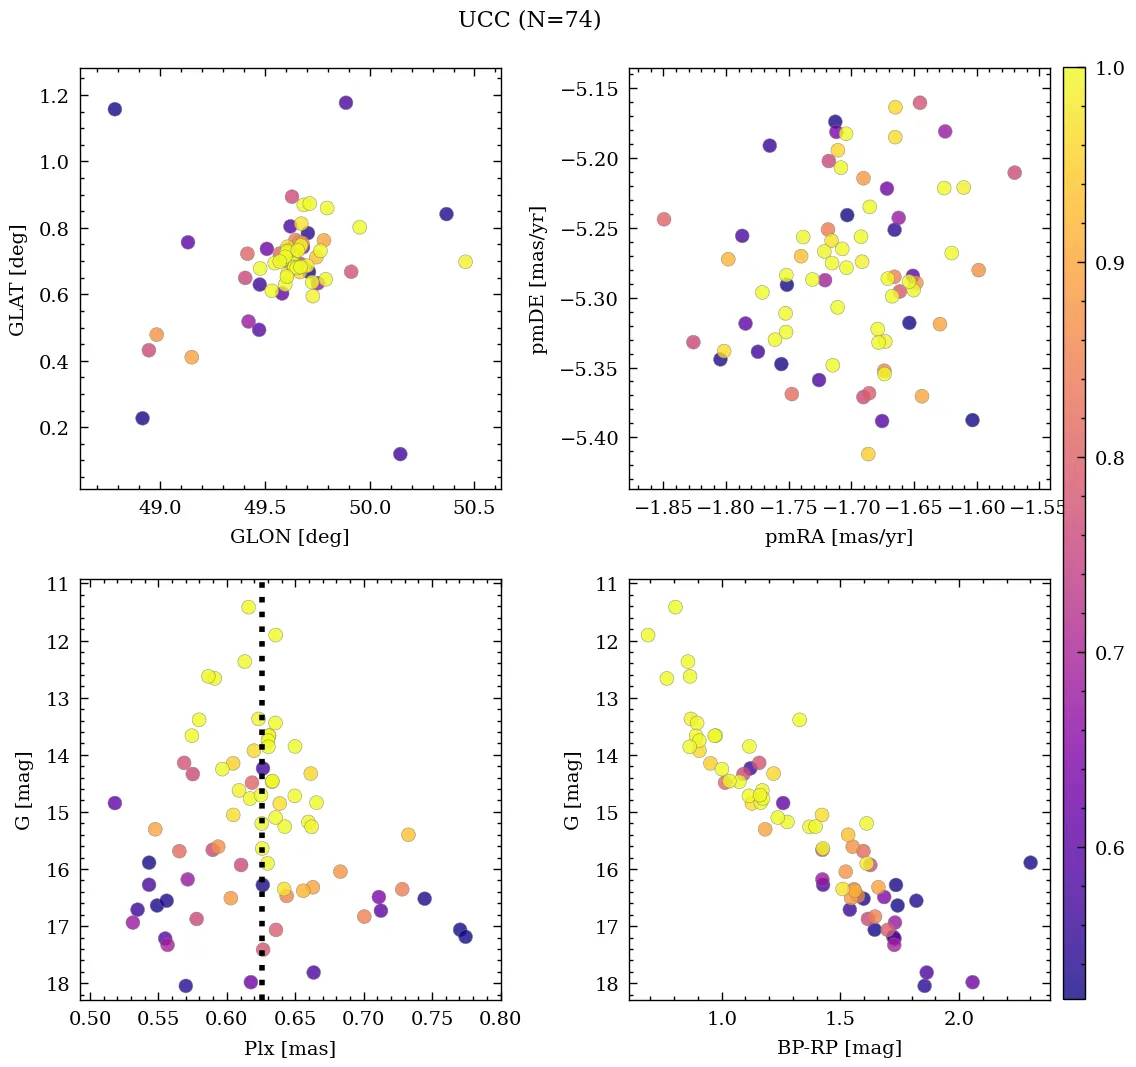 UCC (N=74)
1.2
1.0
0.8
0.6
0.4
0.2
GLAT [deg]
49.0 49.5 50.0 50.5
GLON [deg]
−5.15
−5.20
−5.25
−5.30
−5.35
−5.40
pmDE [mas/yr]
−1.85 −1.80 −1.75 −1.70 −1.65 −1.60 −1.55
pmRA [mas/yr]
1.0
0.9
0.8
0.7
0.6
11
12
13
14
15
16
17
18
G [mag]
0.50 0.55 0.60 0.65 0.70 0.75 0.80
Plx [mas]
11
12
13
14
15
16
17
18
G [mag]
1.0 1.5 2.0
BP-RP [mag]